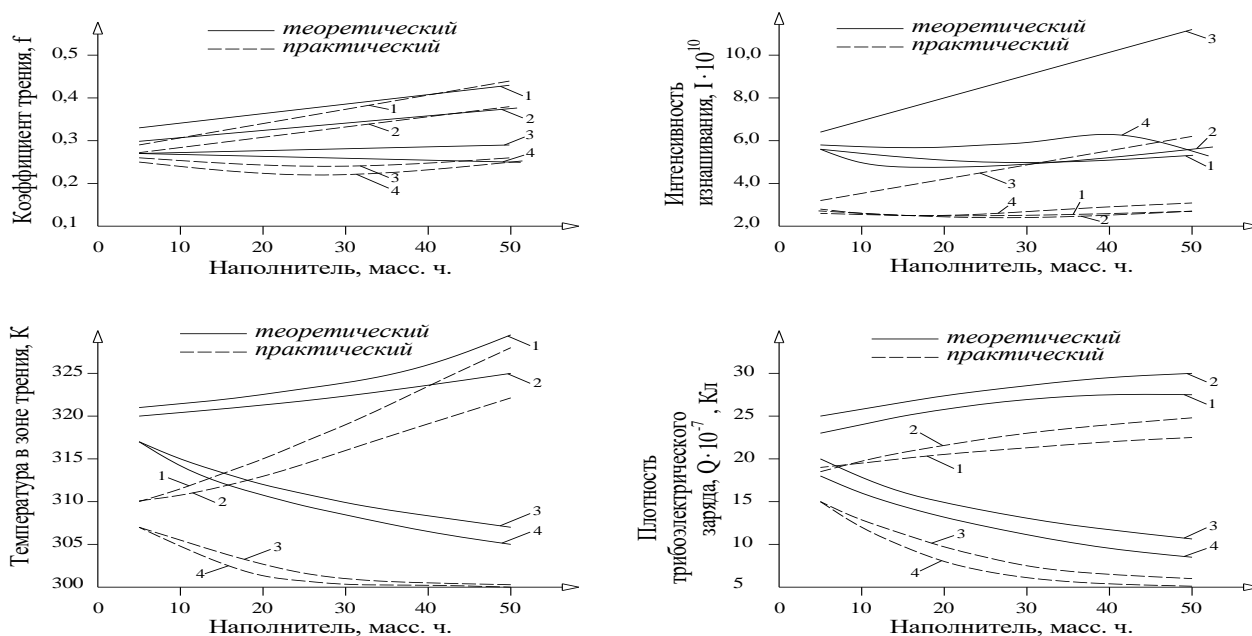 Коэффициент трения, f
теоретический
практический
0,5
0,4
0,3
0,2
0,1
1
1
2
2
3
4
3
4
0 10 20 30 40 50
Наполнитель, масс. ч.
Интенсивность
изнашивания, I · 10¹⁰
теоретический
практический
10,0
8,0
6,0
4,0
2,0
3
4
2
1
3
4
1
2
0 10 20 30 40 50
Наполнитель, масс. ч.
Температура в зоне трения, К
теоретический
практический
325
320
315
310
305
300
1
2
1
2
3
4
3
4
0 10 20 30 40 50
Наполнитель, масс. ч.
Плотность
трибоэлектрического
заряда, Q · 10⁻⁷ , Кл
теоретический
практический
30
25
20
15
10
5
2
1
2
1
3
4
3
4
0 10 20 30 40 50
Наполнитель, масс. ч.